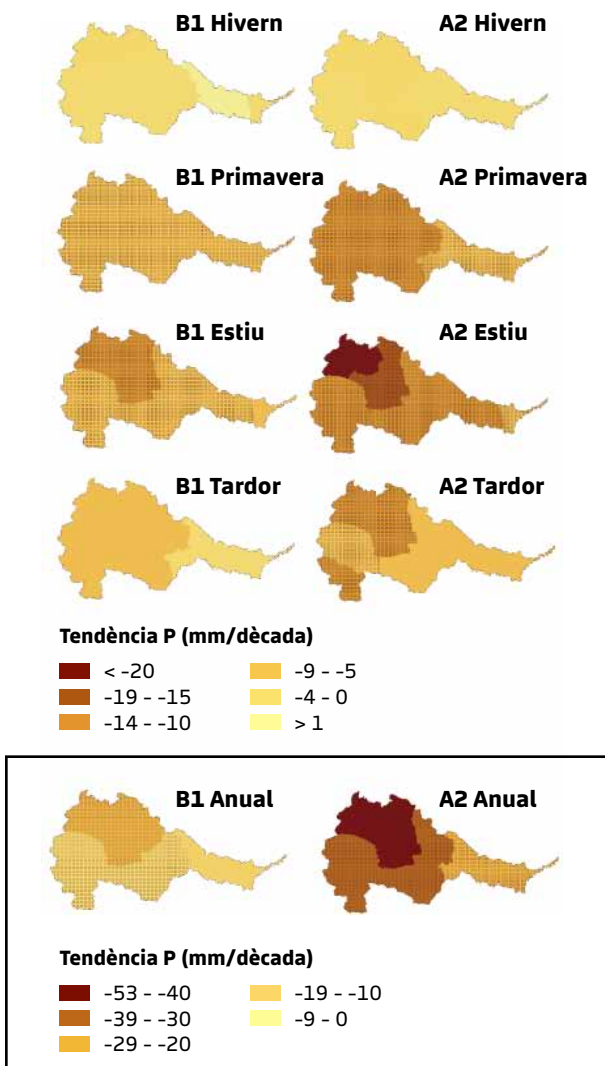 B1 Hivern A2 Hivern
B1 Primavera A2 Primavera
B1 Estiu A2 Estiu
B1 Tardor A2 Tardor
Tendència P (mm/dècada)
< -20 -9 - -5
-19 - -15 -4 - 0
-14 - -10 > 1
B1 Anual A2 Anual
Tendència P (mm/dècada)
-53 - -40 -19 - -10
-39 - -30 -9 - 0
-29 - -20